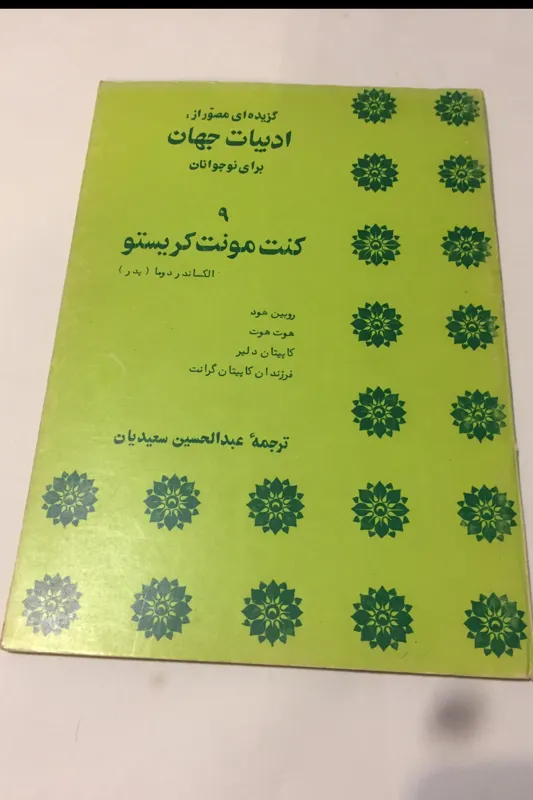 گزیده‌ای مصوّر از:
ادبیات جهان
برای نوجوانان
۹
کنت مونت کریستو
الکساندر دوما (پدر)
روبین هود
هوت هوت
کاپیتان دلیر
فرزندان کاپیتان گرانت
ترجمهٔ عبدالحسین سعیدیان